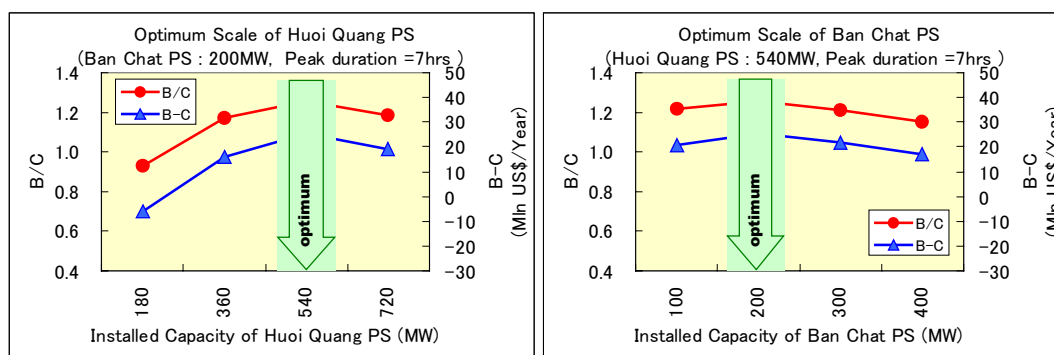 Optimum Scale of Huoi Quang PS
(Ban Chat PS : 200MW, Peak duration =7hrs )
1.4
1.2
1.0
0.8
0.6
0.4
B/C
B/C
B-C
optimum
50
40
30
20
10
0
-10
-20
-30
B-C
(Mln US$/Year)
180
360
540
720
Installed Capacity of Huoi Quang PS (MW)
Optimum Scale of Ban Chat PS
(Huoi Quang PS : 540MW, Peak duration =7hrs )
1.4
1.2
1.0
0.8
0.6
0.4
B/C
optimum
B/C
B-C
50
40
30
20
10
0
-10
-20
-30
B-C
(Mln US$/Year)
100
200
300
400
Installed Capacity of Ban Chat PS (MW)